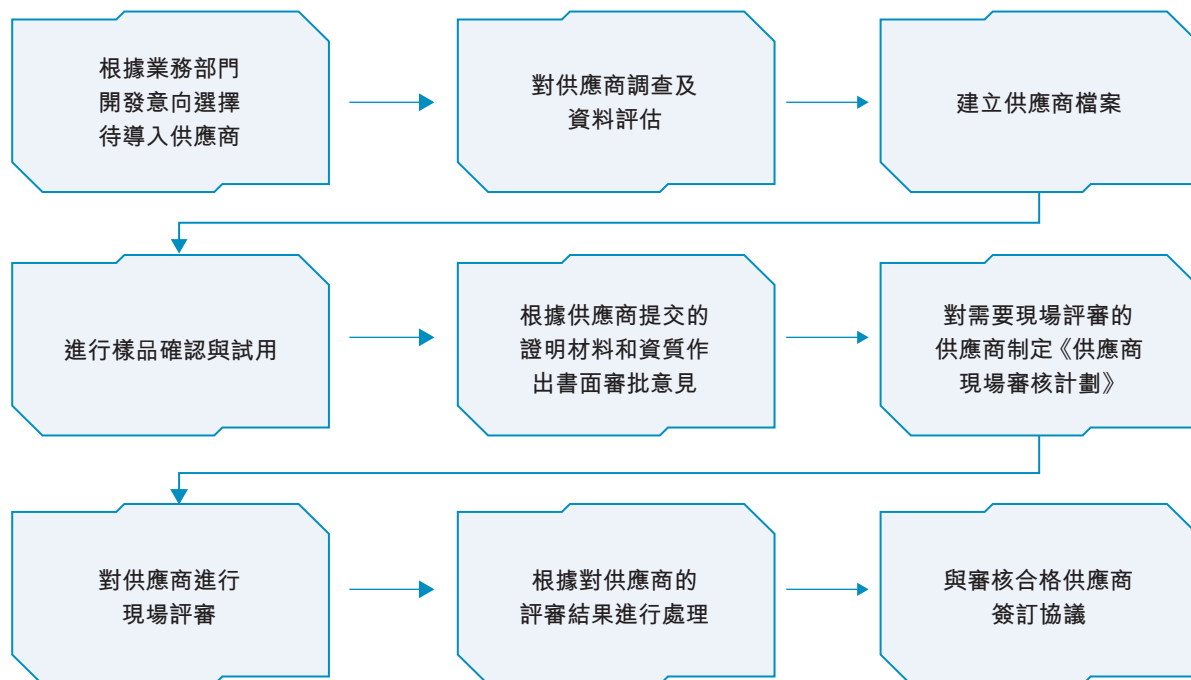 根據業務部門
開發意向選擇
待導入供應商
對供應商調查及
資料評估
建立供應商檔案
進行樣品確認與試用
根據供應商提交的
證明材料和資質作
出書面審批意見
對需要現場評審的
供應商制定《供應商
現場審核計劃》
對供應商進行
現場評審
根據對供應商的
評審結果進行處理
與審核合格供應商
簽訂協議